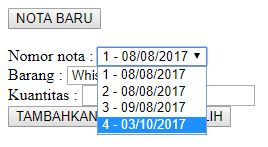 NOTA BARU
Nomor nota : 1 - 08/08/2017
1 - 08/08/2017
Barang : Whis
2 - 08/08/2017
3 - 09/08/2017
Kuantitas :
4 - 03/10/2017
TAMBAHKAN